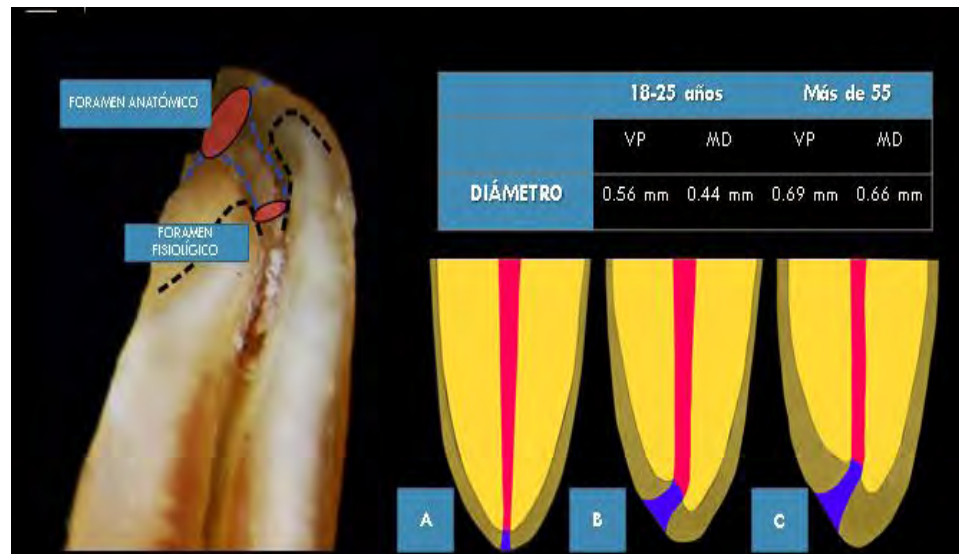 FORAMEN ANATÓMICO
FORAMEN
FISIOLÍGICO
18-25 años Más de 55
VP MD VP MD
DIÁMETRO 0.56 mm 0.44 mm 0.69 mm 0.66 mm
A B C